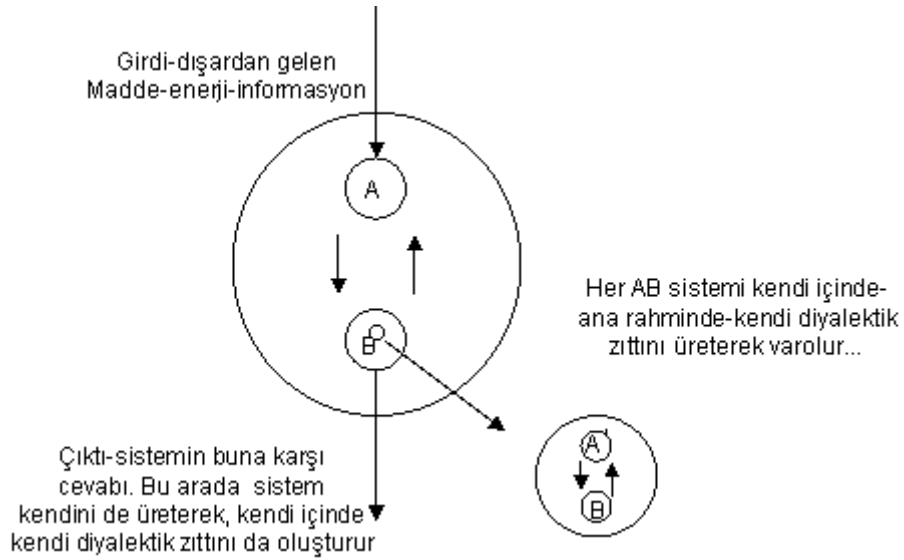 Girdi-dışardan gelen
Madde-enerji-informasyon
A
B
Her AB sistemi kendi içinde-
ana rahminde-kendi diyalektik
zıttını üreterek varolur...
Çıktı-sistemin buna karşı
cevabı. Bu arada sistem
kendini de üreterek, kendi içinde
kendi diyalektik zıttını da oluşturur
A'
B